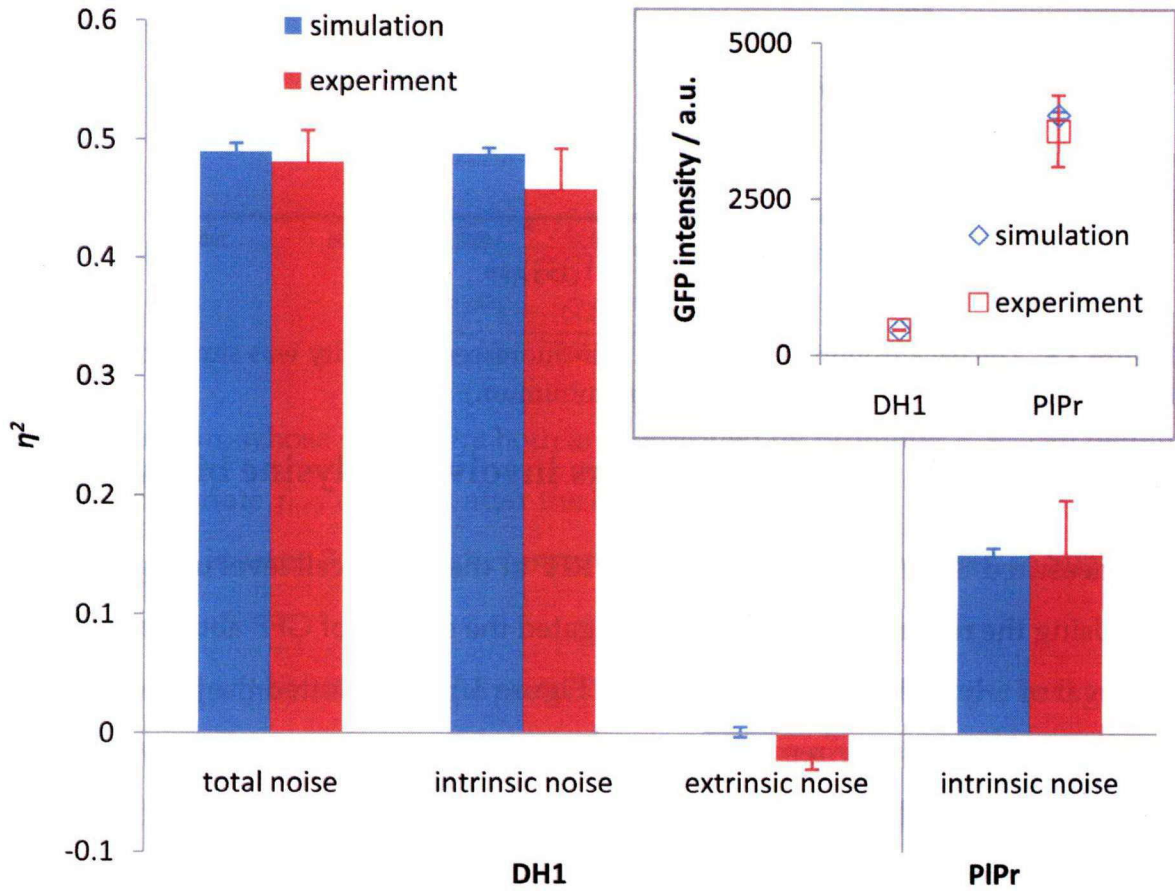 0.6
0.5
0.4
0.3
0.2
0.1
0
-0.1
η²
simulation
experiment
total noise
intrinsic noise
extrinsic noise
intrinsic noise
DH1
PlPr
GFP intensity / a.u.
5000
2500
0
simulation
experiment
DH1
PlPr